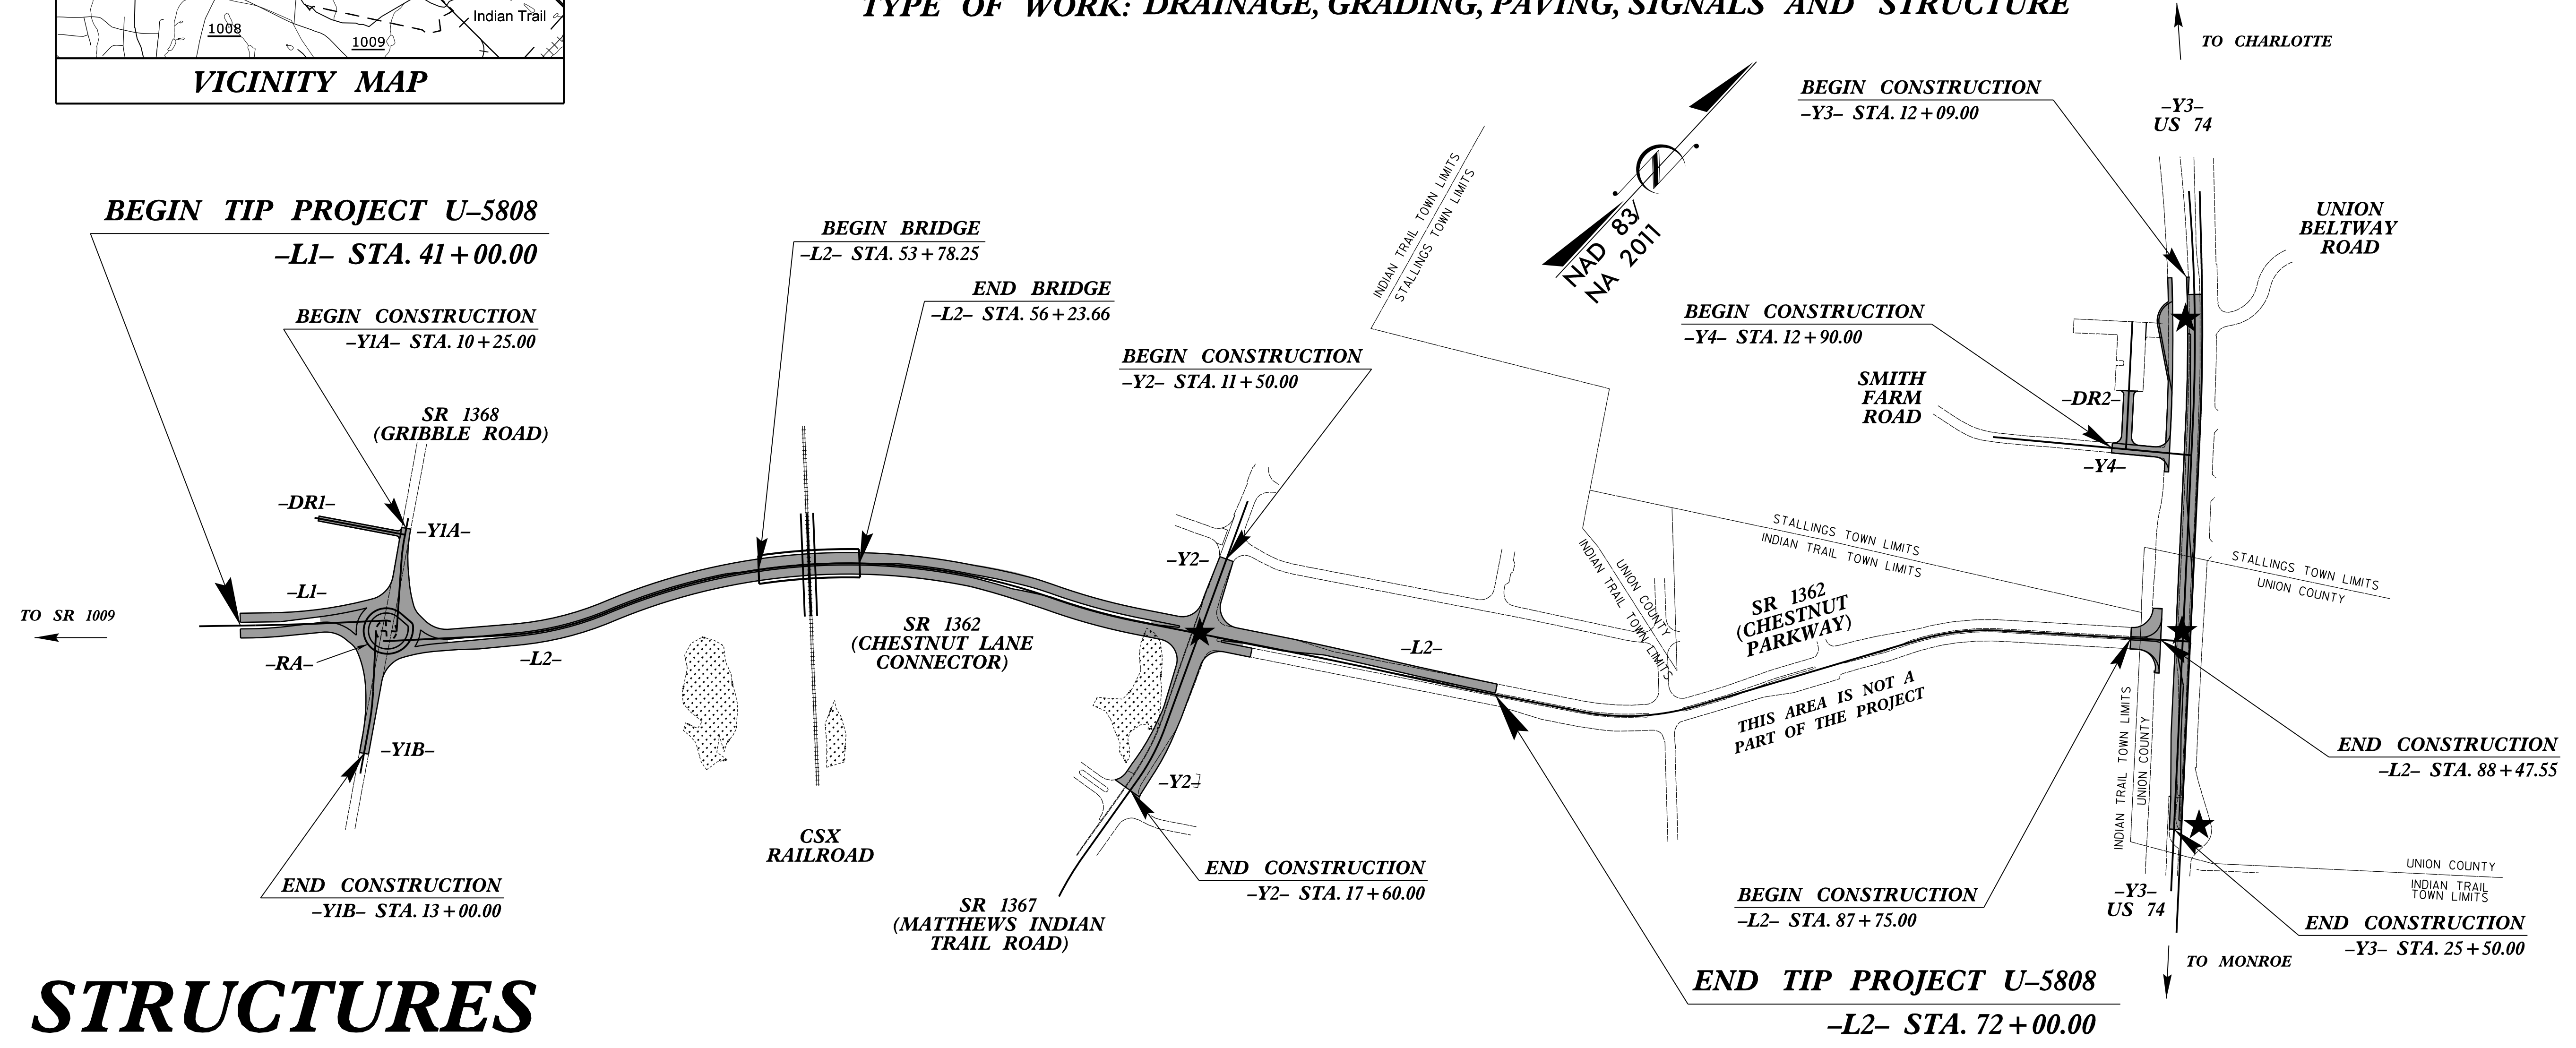 TYPE OF WORK: DRAINAGE, GRADING, PAVING, SIGNALS AND STRUCTURE
Indian Trail
1008
1009
VICINITY MAP
TO CHARLOTTE
BEGIN CONSTRUCTION
–Y3– STA. 12+09.00
–Y3–
US 74
NAD 83/
NA 2011
INDIAN TRAIL TOWN LIMITS
STALLINGS TOWN LIMITS
UNION
BELTWAY
ROAD
BEGIN TIP PROJECT U–5808
–L1– STA. 41+00.00
BEGIN BRIDGE
–L2– STA. 53+78.25
END BRIDGE
–L2– STA. 56+23.66
BEGIN CONSTRUCTION
–Y1A– STA. 10+25.00
BEGIN CONSTRUCTION
–Y4– STA. 12+90.00
BEGIN CONSTRUCTION
–Y2– STA. 11+50.00
SMITH
FARM
ROAD
–DR2–
–Y4–
SR 1368
(GRIBBLE ROAD)
–DR1–
–Y1A–
–L1–
–Y2–
STALLINGS TOWN LIMITS
INDIAN TRAIL TOWN LIMITS
UNION COUNTY
INDIAN TRAIL TOWN LIMITS
STALLINGS TOWN LIMITS
UNION COUNTY
TO SR 1009
–RA–
–L2–
SR 1362
(CHESTNUT LANE
CONNECTOR)
–L2–
SR 1362
(CHESTNUT
PARKWAY)
THIS AREA IS NOT A
PART OF THE PROJECT
–Y1B–
–Y2–
INDIAN TRAIL TOWN LIMITS
UNION COUNTY
END CONSTRUCTION
–L2– STA. 88+47.55
CSX
RAILROAD
END CONSTRUCTION
–Y1B– STA. 13+00.00
END CONSTRUCTION
–Y2– STA. 17+60.00
SR 1367
(MATTHEWS INDIAN
TRAIL ROAD)
BEGIN CONSTRUCTION
–L2– STA. 87+75.00
–Y3–
US 74
UNION COUNTY
INDIAN TRAIL
TOWN LIMITS
END CONSTRUCTION
–Y3– STA. 25+50.00
TO MONROE
END TIP PROJECT U–5808
–L2– STA. 72+00.00
STRUCTURES